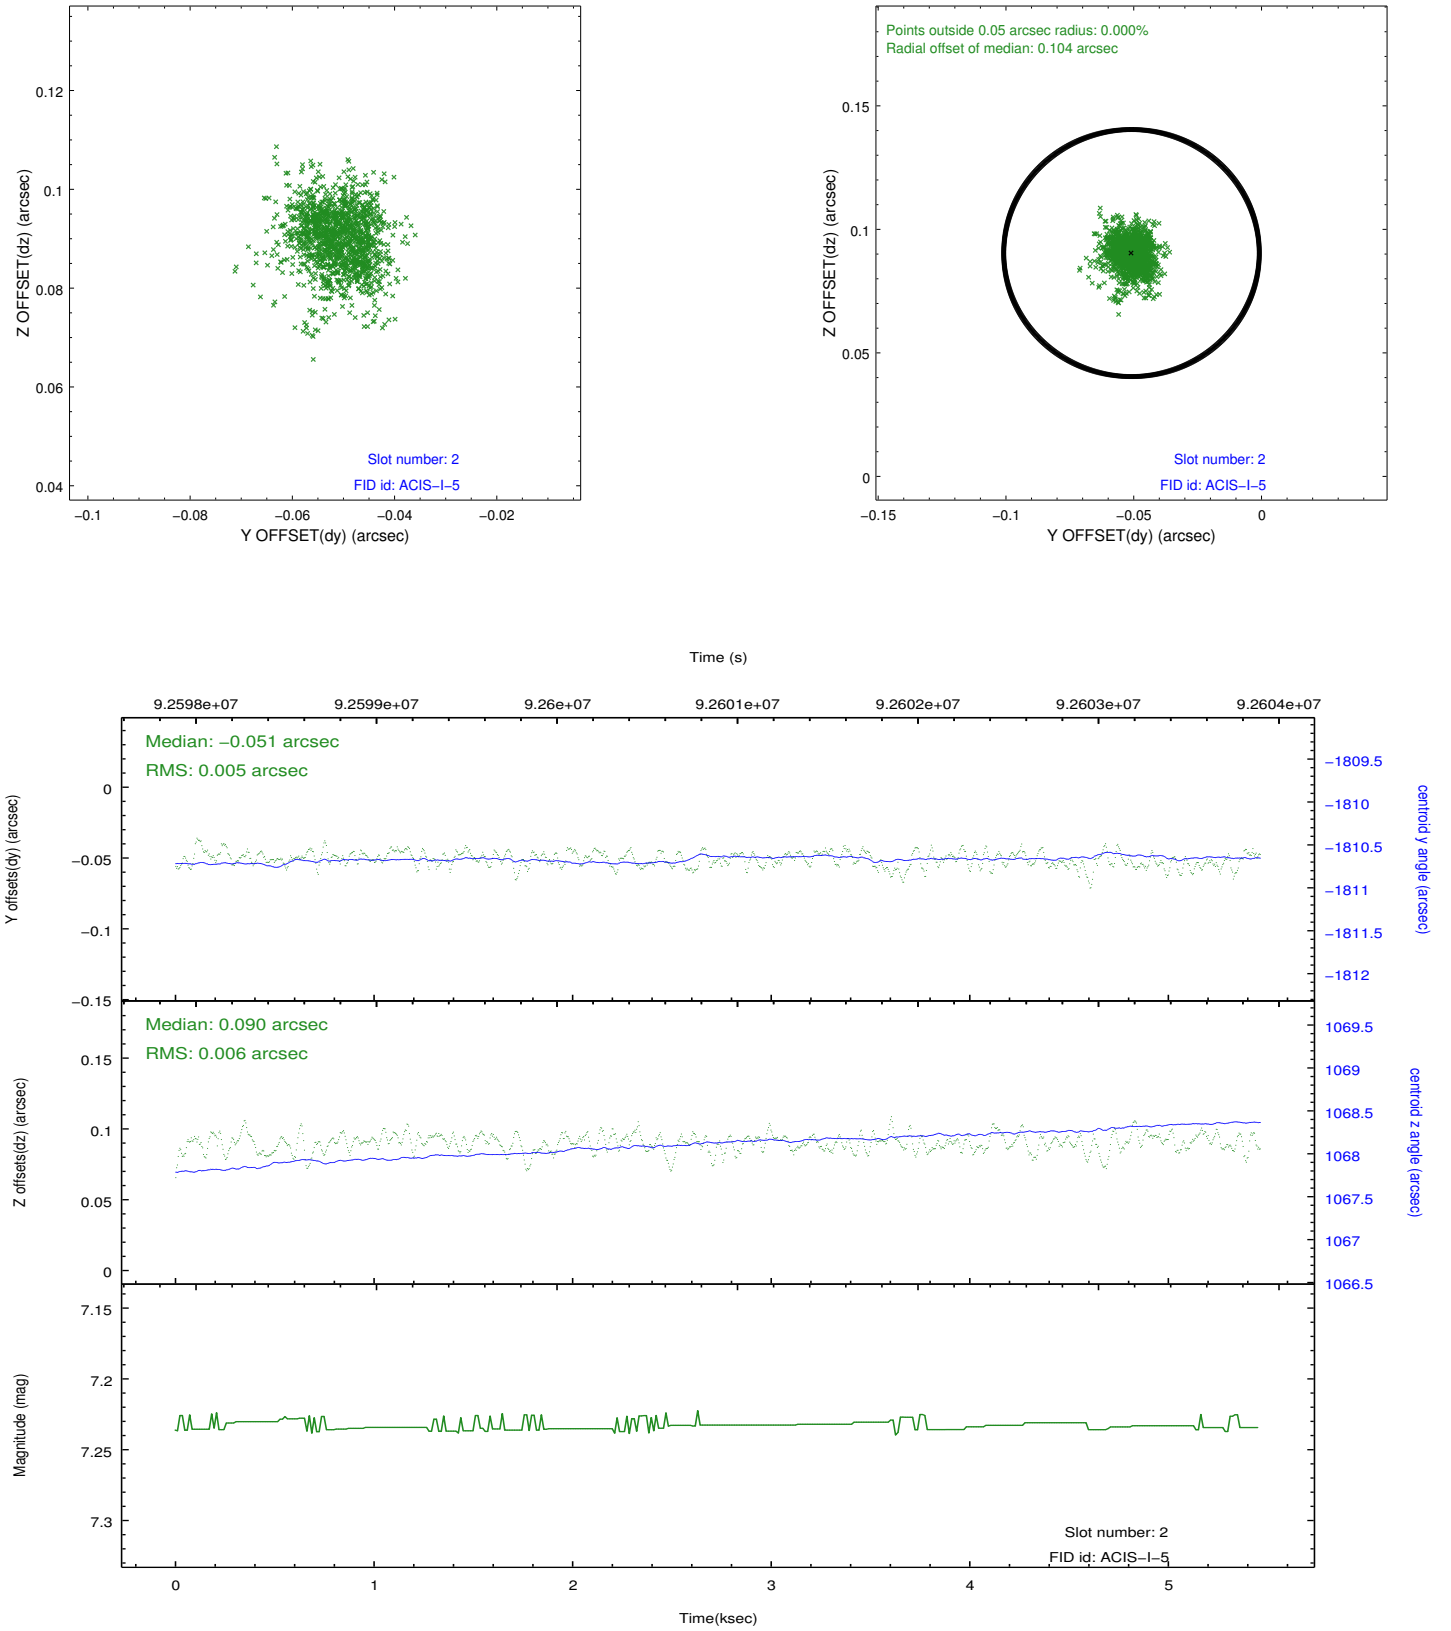 0.12
0.1
0.08
0.06
0.04
Z OFFSET(dz) (arcsec)
Slot number: 2
FID id: ACIS−I−5
−0.1
−0.08
−0.06
−0.04
−0.02
Y OFFSET(dy) (arcsec)
Points outside 0.05 arcsec radius: 0.000%
Radial offset of median: 0.104 arcsec
0.15
0.1
0.05
0
Z OFFSET(dz) (arcsec)
Slot number: 2
FID id: ACIS−I−5
−0.15
−0.1
−0.05
0
Y OFFSET(dy) (arcsec)
Time (s)
9.2598e+07
9.2599e+07
9.26e+07
9.2601e+07
9.2602e+07
9.2603e+07
9.2604e+07
Median: −0.051 arcsec
RMS: 0.005 arcsec
0
−0.05
−0.1
−0.15
Y offsets(dy) (arcsec)
−1809.5
−1810
−1810.5
−1811
−1811.5
−1812
centroid y angle (arcsec)
Median: 0.090 arcsec
RMS: 0.006 arcsec
0.15
0.1
0.05
0
Z offsets(dz) (arcsec)
1069.5
1069
1068.5
1068
1067.5
1067
1066.5
centroid z angle (arcsec)
7.15
7.2
7.25
7.3
Magnitude (mag)
Slot number: 2
FID id: ACIS−I−5
0
1
2
3
4
5
Time(ksec)